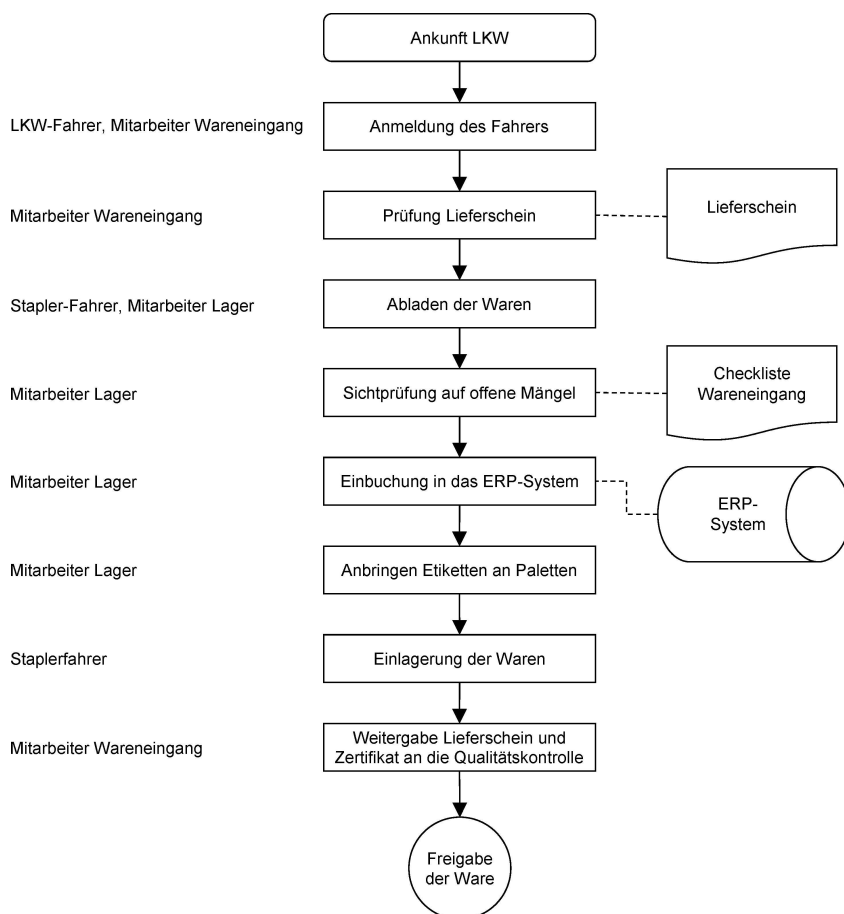 Ankunft LKW
LKW-Fahrer, Mitarbeiter Wareneingang
Anmeldung des Fahrers
Mitarbeiter Wareneingang
Prüfung Lieferschein
Lieferschein
Stapler-Fahrer, Mitarbeiter Lager
Abladen der Waren
Mitarbeiter Lager
Sichtprüfung auf offene Mängel
Checkliste
Wareneingang
Mitarbeiter Lager
Einbuchung in das ERP-System
ERP-
System
Mitarbeiter Lager
Anbringen Etiketten an Paletten
Staplerfahrer
Einlagerung der Waren
Mitarbeiter Wareneingang
Weitergabe Lieferschein und
Zertifikat an die Qualitätskontrolle
Freigabe
der Ware